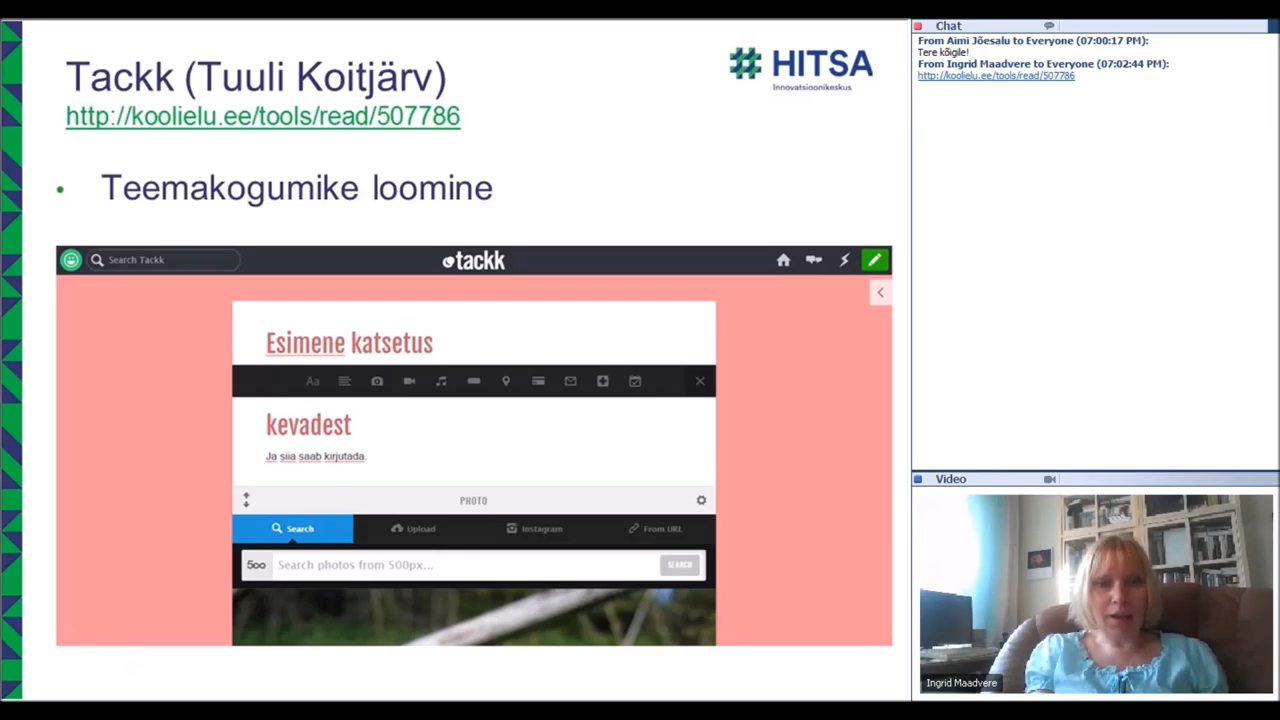 Tackk (Tuuli Koitjärv)
http://koolielu.ee/tools/read/507786
HITSA
Innovatsioonikeskus
• Teemakogumike loomine
Search Tackk
tackk
Esimene katsetus
Aa
kevadest
Ja siia saab kirjutada.
PHOTO
Search
Upload
Instagram
From URL
500
Search photos from 500px...
SEARCH
Chat
From Aimi Jõesalu to Everyone (07:00:17 PM):
Tere kõigile!
From Ingrid Maadvere to Everyone (07:02:44 PM):
http://koolielu.ee/tools/read/507786
Video
Ingrid Maadvere